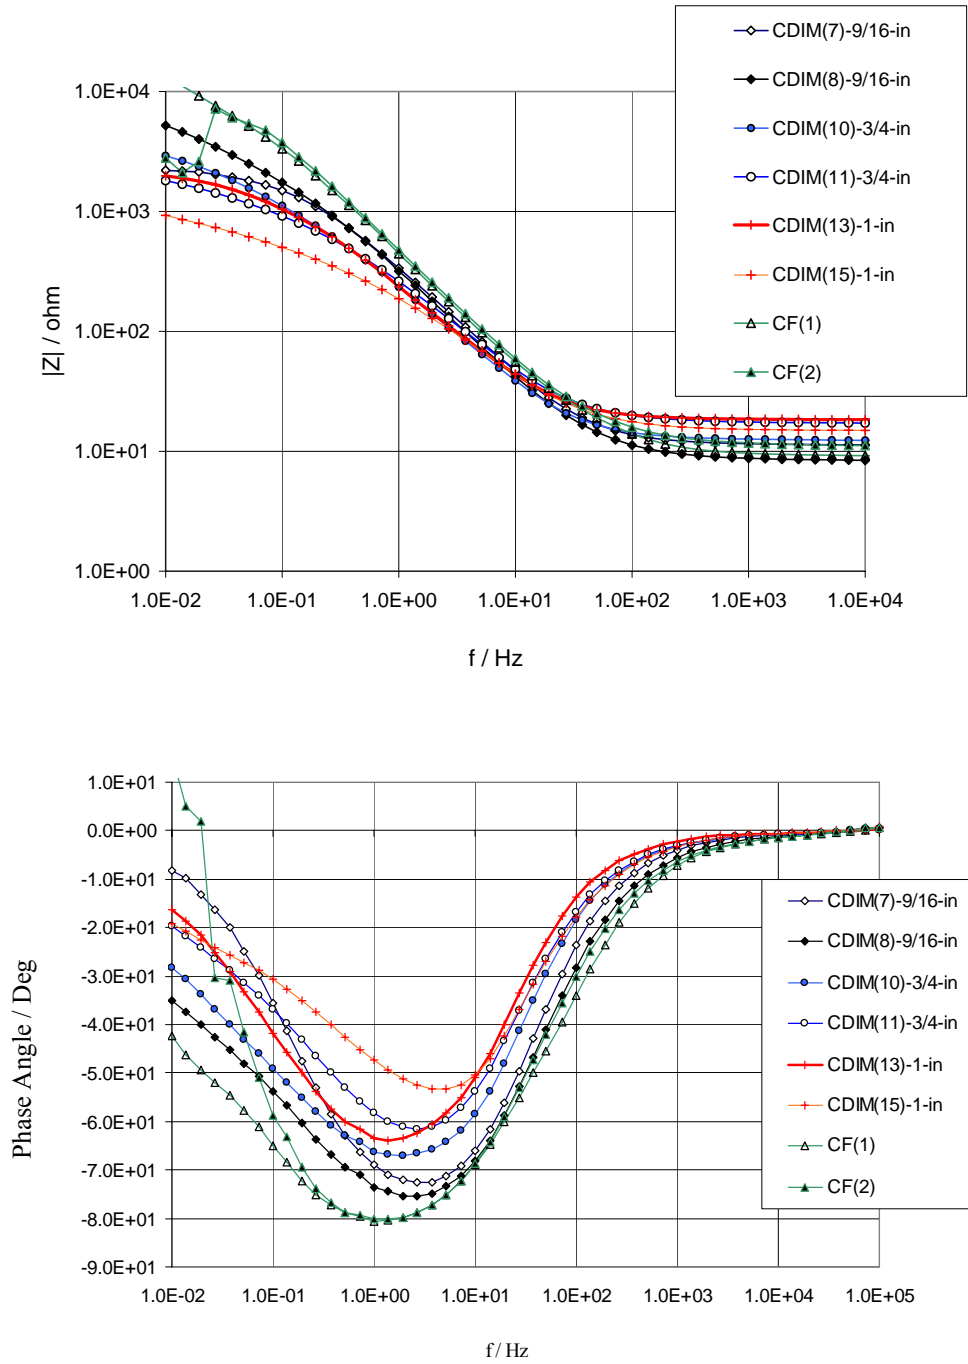 CDIM(7)-9/16-in
CDIM(8)-9/16-in
CDIM(10)-3/4-in
CDIM(11)-3/4-in
CDIM(13)-1-in
CDIM(15)-1-in
CF(1)
CF(2)
1.0E+04
1.0E+03
1.0E+02
1.0E+01
1.0E+00
|Z| / ohm
1.0E-02 1.0E-01 1.0E+00 1.0E+01 1.0E+02 1.0E+03 1.0E+04
f / Hz
1.0E+01
0.0E+00
-1.0E+01
-2.0E+01
-3.0E+01
-4.0E+01
-5.0E+01
-6.0E+01
-7.0E+01
-8.0E+01
-9.0E+01
Phase Angle / Deg
CDIM(7)-9/16-in
CDIM(8)-9/16-in
CDIM(10)-3/4-in
CDIM(11)-3/4-in
CDIM(13)-1-in
CDIM(15)-1-in
CF(1)
CF(2)
1.0E-02 1.0E-01 1.0E+00 1.0E+01 1.0E+02 1.0E+03 1.0E+04 1.0E+05
f / Hz